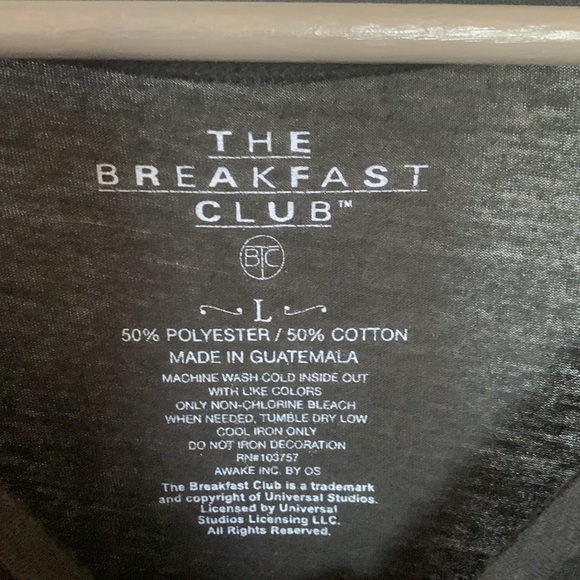 THE
BREAKFAST
CLUB™
BTC
L
50% POLYESTER / 50% COTTON
MADE IN GUATEMALA
MACHINE WASH COLD INSIDE OUT
WITH LIKE COLORS
ONLY NON-CHLORINE BLEACH
WHEN NEEDED, TUMBLE DRY LOW
COOL IRON ONLY
DO NOT IRON DECORATION
RN#103757
AWAKE INC. BY OS
The Breakfast Club is a trademark
and copyright of Universal Studios.
Licensed by Universal
Studios Licensing LLC.
All Rights Reserved.